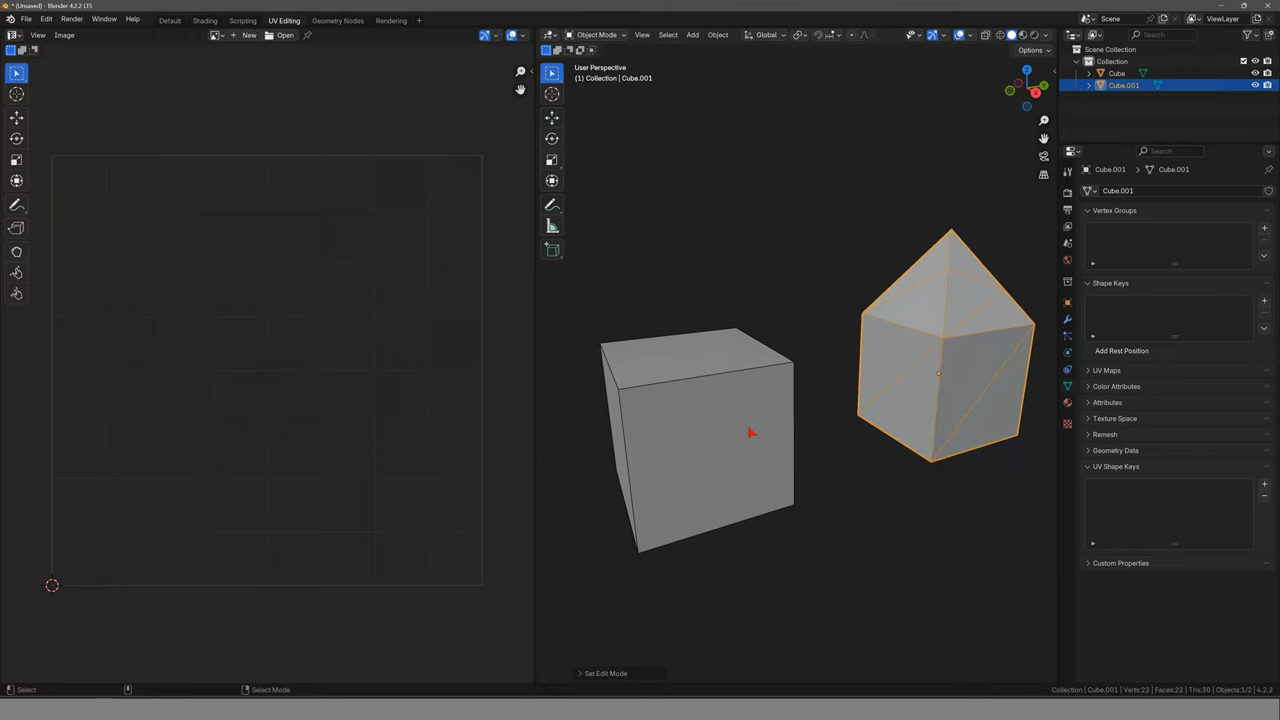 * (Unsaved) - Blender 4.2.2 LTS
File Edit Render Window Help Default Shading Scripting UV Editing Geometry Nodes Rendering + Scene ViewLayer
View Image New Open Object Mode View Select Add Object Global Search
Options
User Perspective
(1) Collection | Cube.001
Z
Y
X
Scene Collection
Collection
Cube
Cube.001
Search
Cube.001 > Cube.001
Cube.001
Vertex Groups
Shape Keys
Add Rest Position
UV Maps
Color Attributes
Attributes
Texture Space
Remesh
Geometry Data
UV Shape Keys
Custom Properties
> Set Edit Mode
Select Select Mode Collection | Cube.001 | Verts:22 | Faces:22 | Tris:30 | Objects:1/2 | 4.2.2